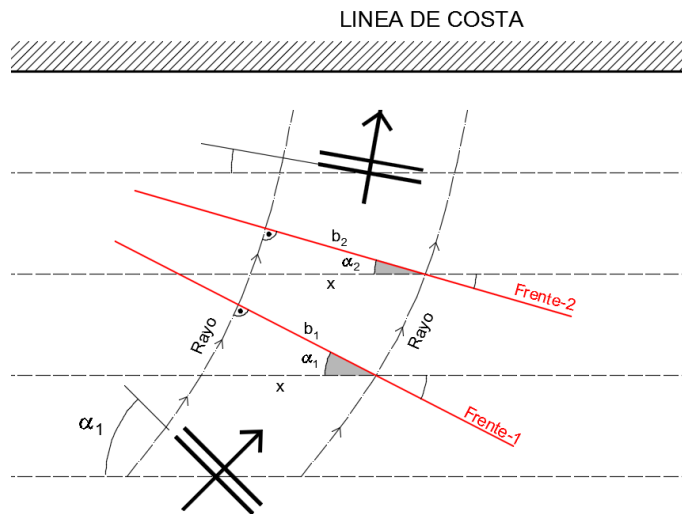 LINEA DE COSTA
b2
α2
x
Frente-2
Rayo
b1
α1
Rayo
x
Frente-1
α1